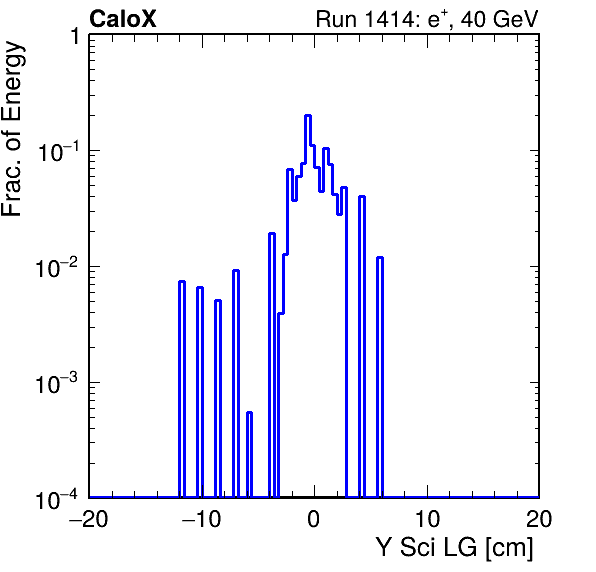 CaloX Run 1414: e⁺, 40 GeV
Frac. of Energy
1
10⁻¹
10⁻²
10⁻³
10⁻⁴
−20 −10 0 10 20
Y Sci LG [cm]